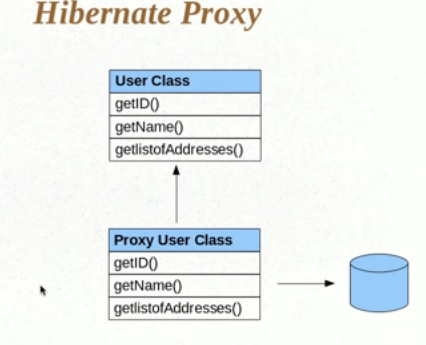 Hibernate Proxy
User Class
getID()
getName()
getlistofAddresses()
Proxy User Class
getID()
getName()
getlistofAddresses()